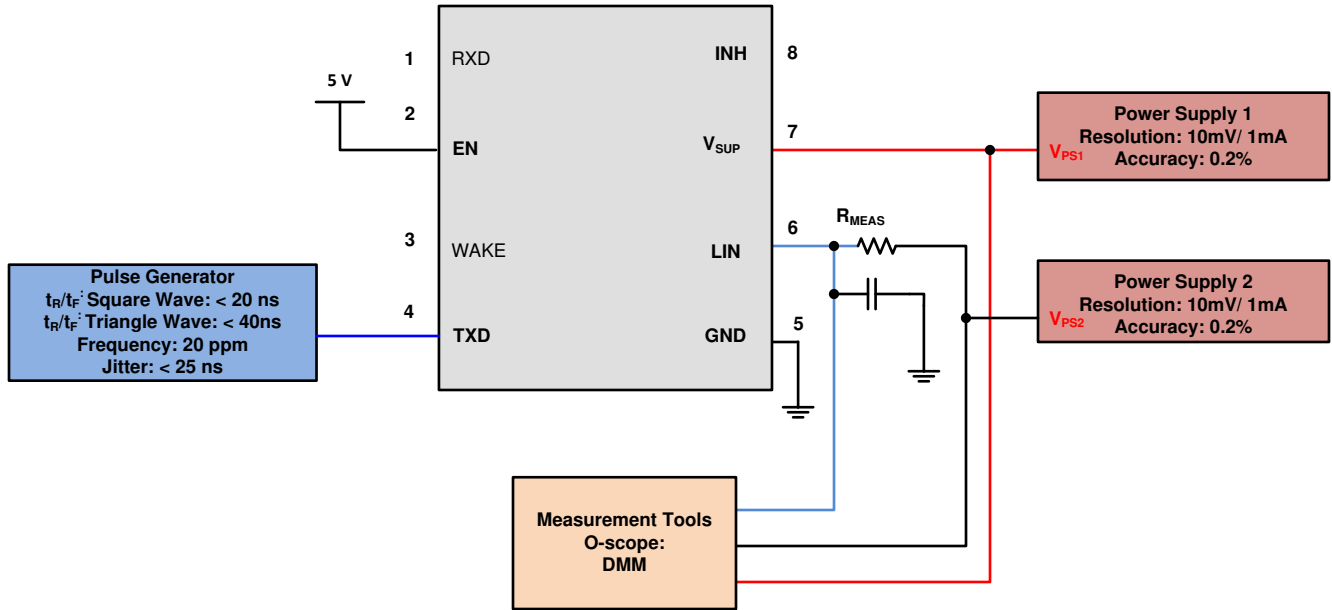 1
RXD
INH
8
5 V
2
EN
7
VSUP
Power Supply 1
Resolution: 10mV/ 1mA
VPS1
Accuracy: 0.2%
RMEAS
3
WAKE
6
LIN
Pulse Generator
tR/tF: Square Wave: < 20 ns
tR/tF: Triangle Wave: < 40ns
Frequency: 20 ppm
Jitter: < 25 ns
4
TXD
5
GND
Power Supply 2
Resolution: 10mV/ 1mA
VPS2
Accuracy: 0.2%
Measurement Tools
O-scope:
DMM